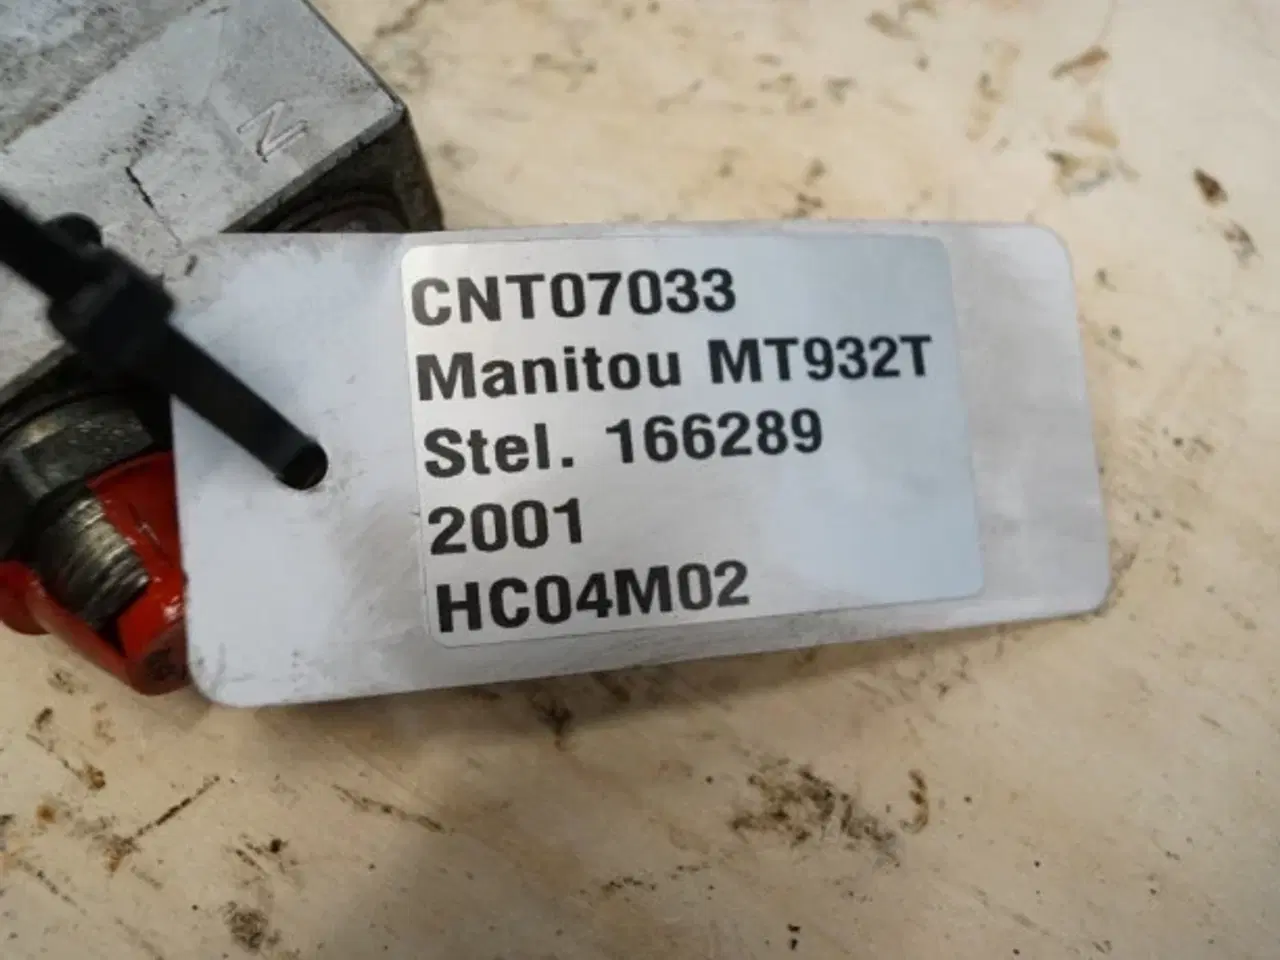 N
CNT07033
Manitou MT932T
Stel. 166289
2001
HC04M02